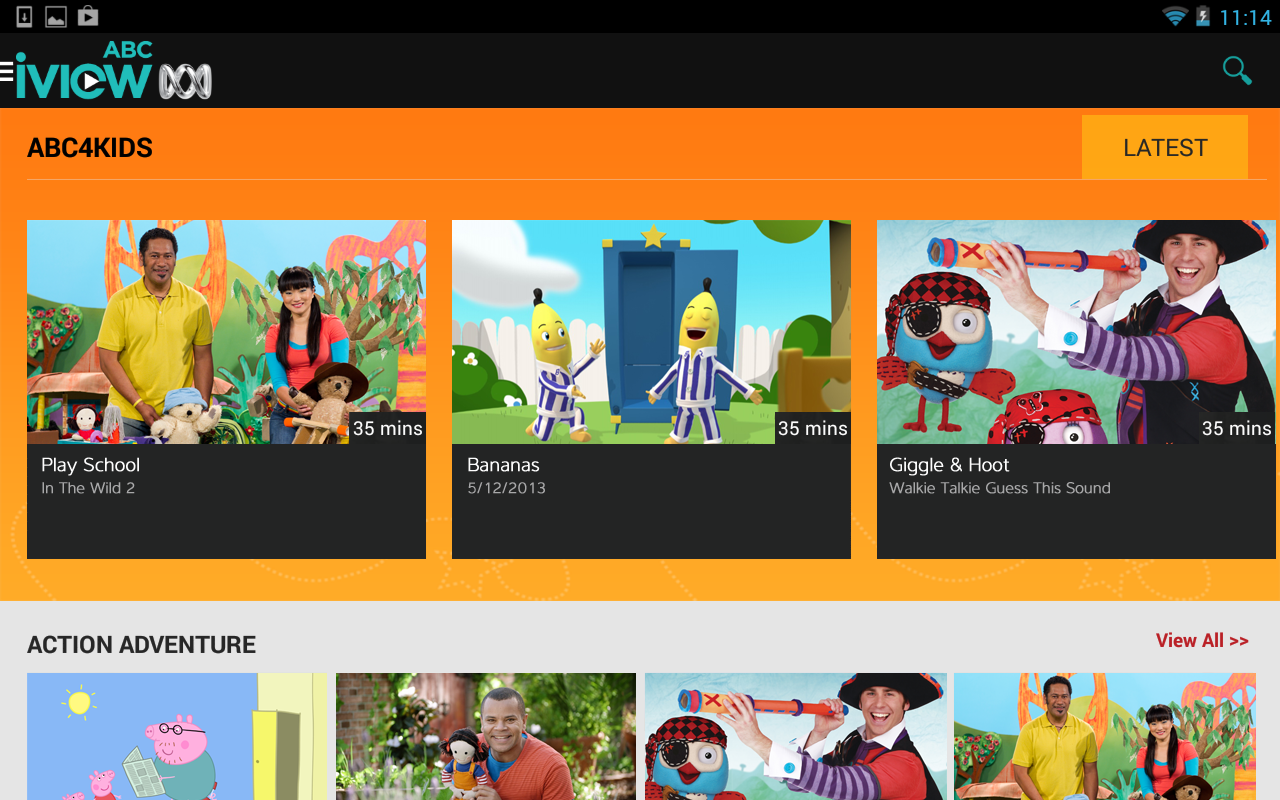 11:14
ABC
iview
ABC4KIDS
LATEST
35 mins
35 mins
35 mins
Play School
In The Wild 2
Bananas
5/12/2013
Giggle & Hoot
Walkie Talkie Guess This Sound
ACTION ADVENTURE
View All >>